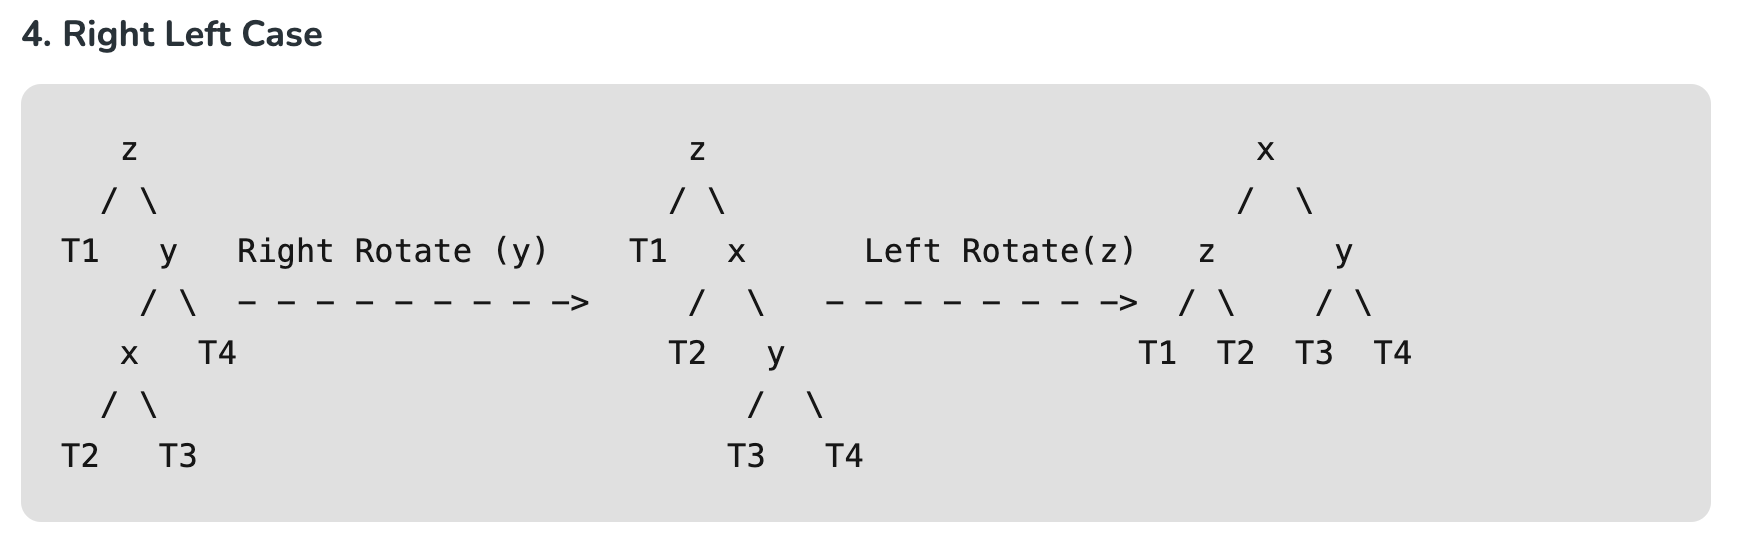 4. Right Left Case
z                            z                            x
/ \                          / \                          /  \
T1   y   Right Rotate (y)    T1   x      Left Rotate(z)   z      y
/ \  - - - - - - - - ->     /  \   - - - - - - - ->  / \    / \
x   T4                      T2   y                  T1  T2  T3  T4
/ \                              /  \
T2   T3                           T3   T4